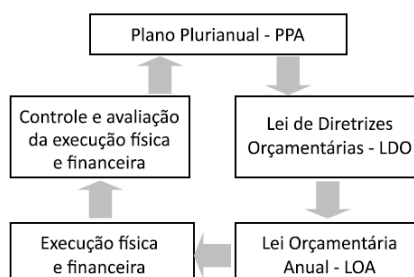 Plano Plurianual - PPA
Lei de Diretrizes
Orçamentárias - LDO
Lei Orçamentária
Anual - LOA
Execução física
e financeira
Controle e avaliação
da execução física
e financeira